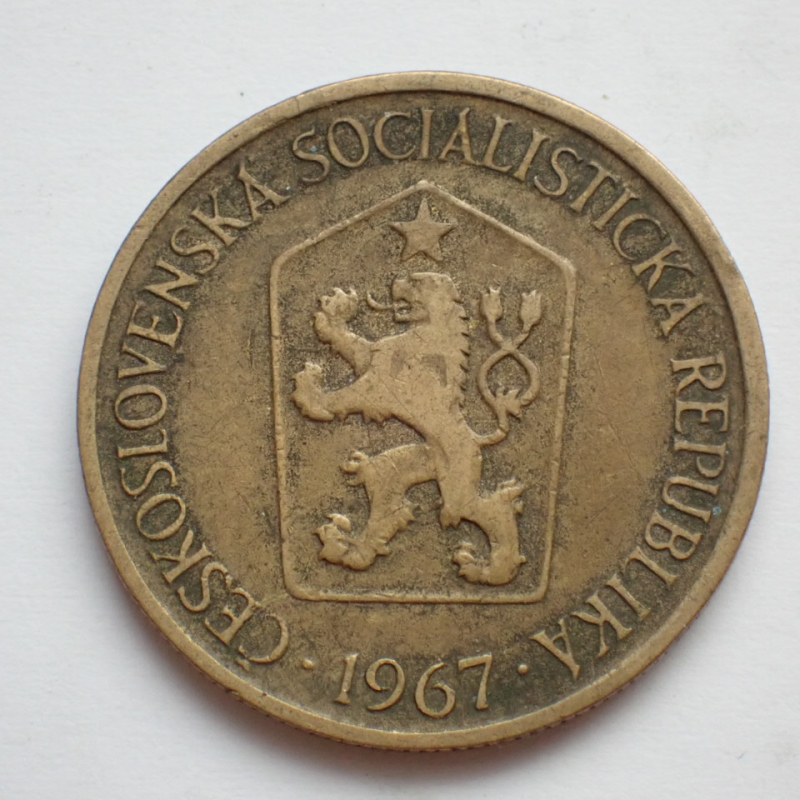 ČESKOSLOVENSKÁ SOCIALISTICKÁ REPUBLIKA
· 1967 ·